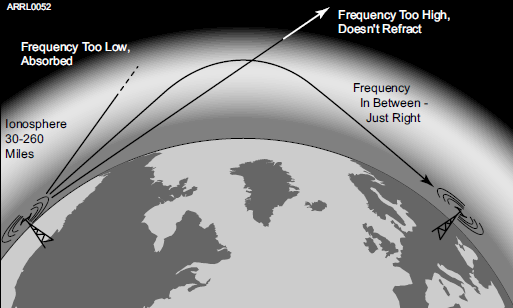 ARRL0052
Frequency Too High,
Doesn't Refract
Frequency Too Low,
Absorbed
Frequency
In Between -
Just Right
Ionosphere
30-260
Miles